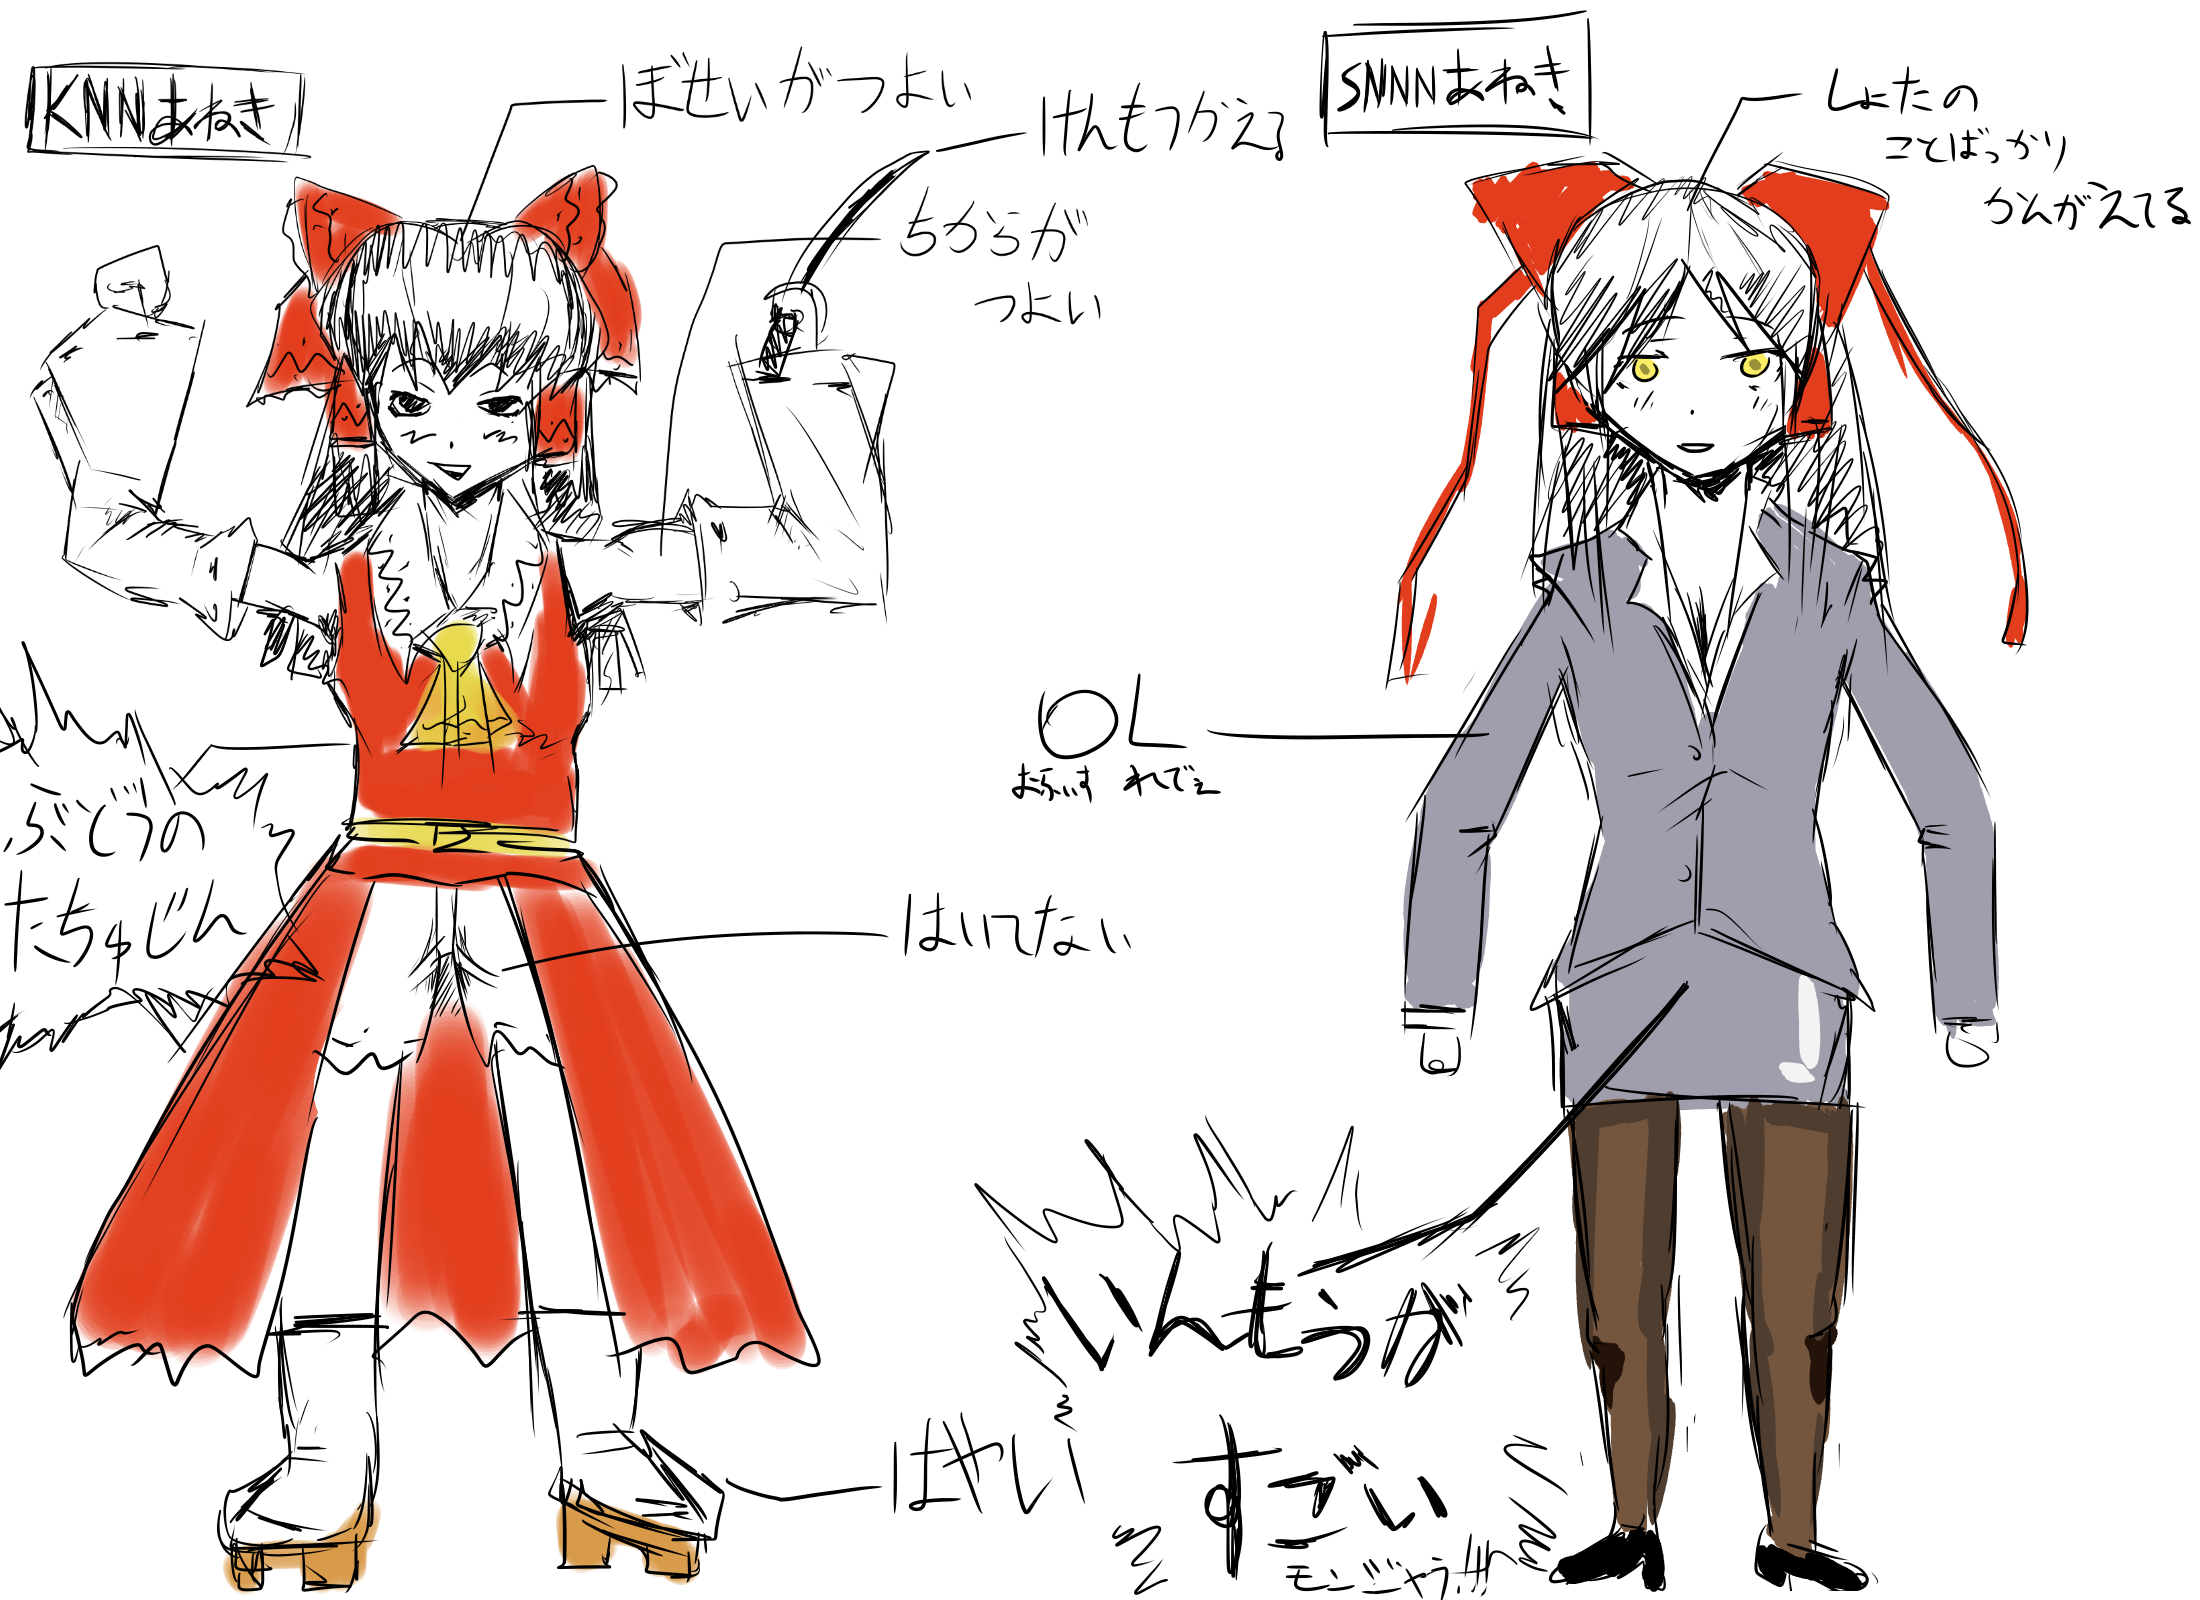 KNNあねき
ぼせいがつよい
けんもつかえる
ちからが
つよい
ぶどうの
たちゅじん
はいてない
はやい
SNNNあねき
しょたの
ことばっかり
かんがえてる
OL
おふぃす れでぇ
いんもうが
すごい
モンジャラ!!!